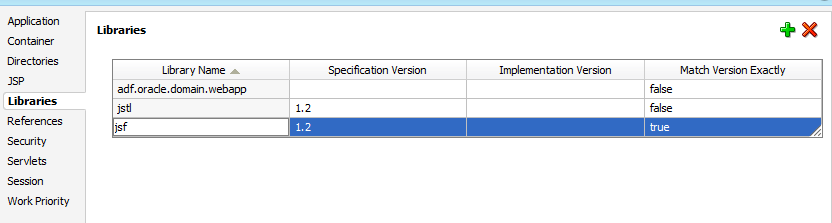 Application
Container
Directories
JSP
Libraries
References
Security
Servlets
Session
Work Priority
Libraries
Library Name Specification Version Implementation Version Match Version Exactly
adf.oracle.domain.webapp false
jstl 1.2 false
jsf 1.2 true